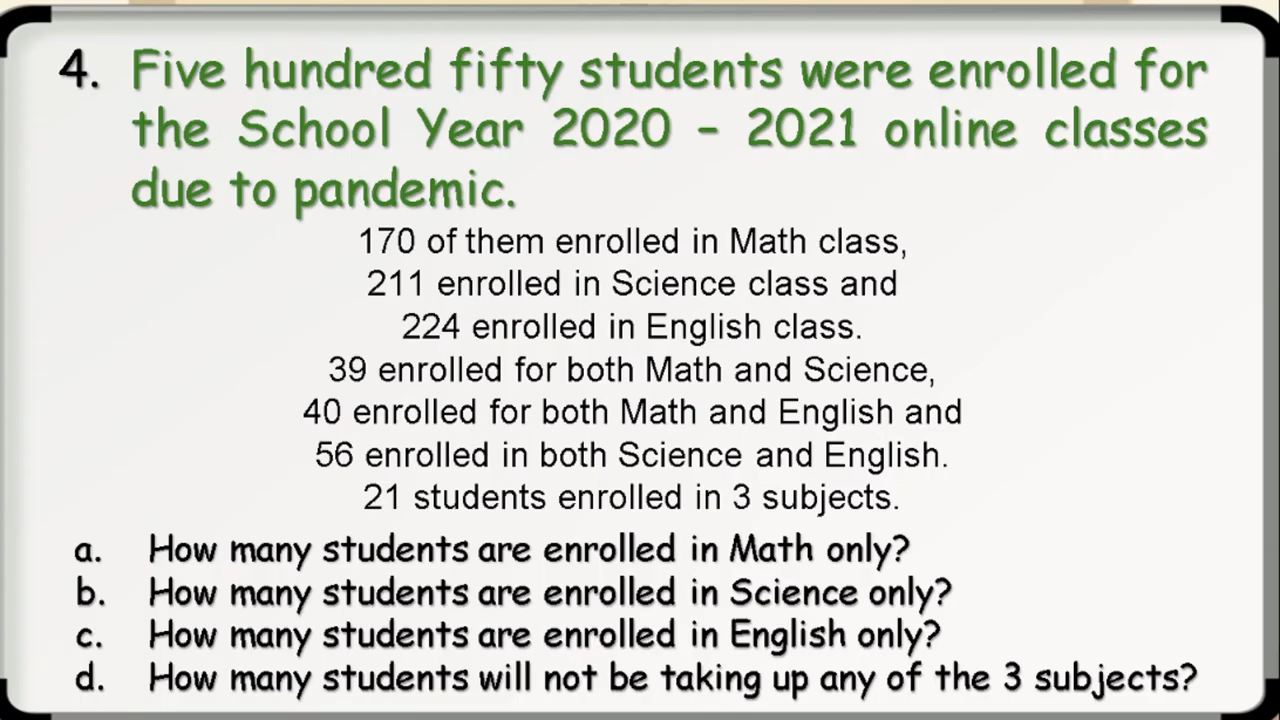 4. Five hundred fifty students were enrolled for
the School Year 2020 – 2021 online classes
due to pandemic.
170 of them enrolled in Math class,
211 enrolled in Science class and
224 enrolled in English class.
39 enrolled for both Math and Science,
40 enrolled for both Math and English and
56 enrolled in both Science and English.
21 students enrolled in 3 subjects.
a. How many students are enrolled in Math only?
b. How many students are enrolled in Science only?
c. How many students are enrolled in English only?
d. How many students will not be taking up any of the 3 subjects?